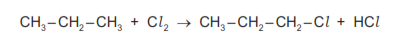 CH₃–CH₂–CH₃ + Cl₂ → CH₃–CH₂–CH₂–Cl + HCl